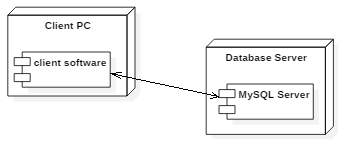 Client PC
client software
Database Server
MySQL Server